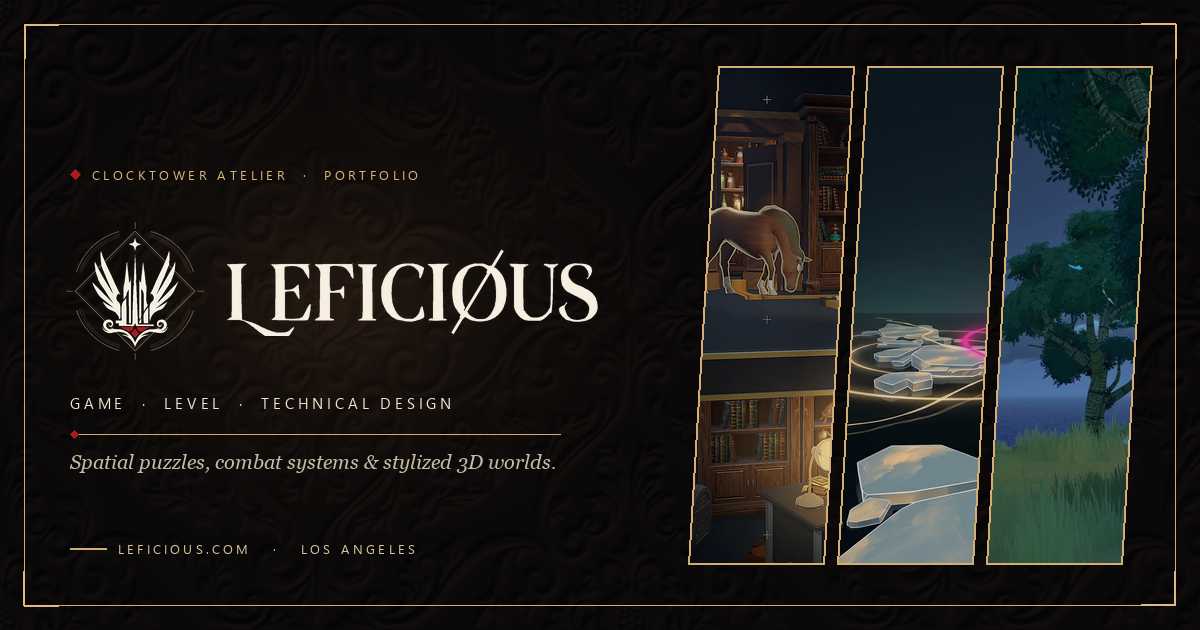 CLOCKTOWER ATELIER · PORTFOLIO
LEFICIØUS
GAME · LEVEL · TECHNICAL DESIGN
Spatial puzzles, combat systems & stylized 3D worlds.
LEFICIOUS.COM · LOS ANGELES